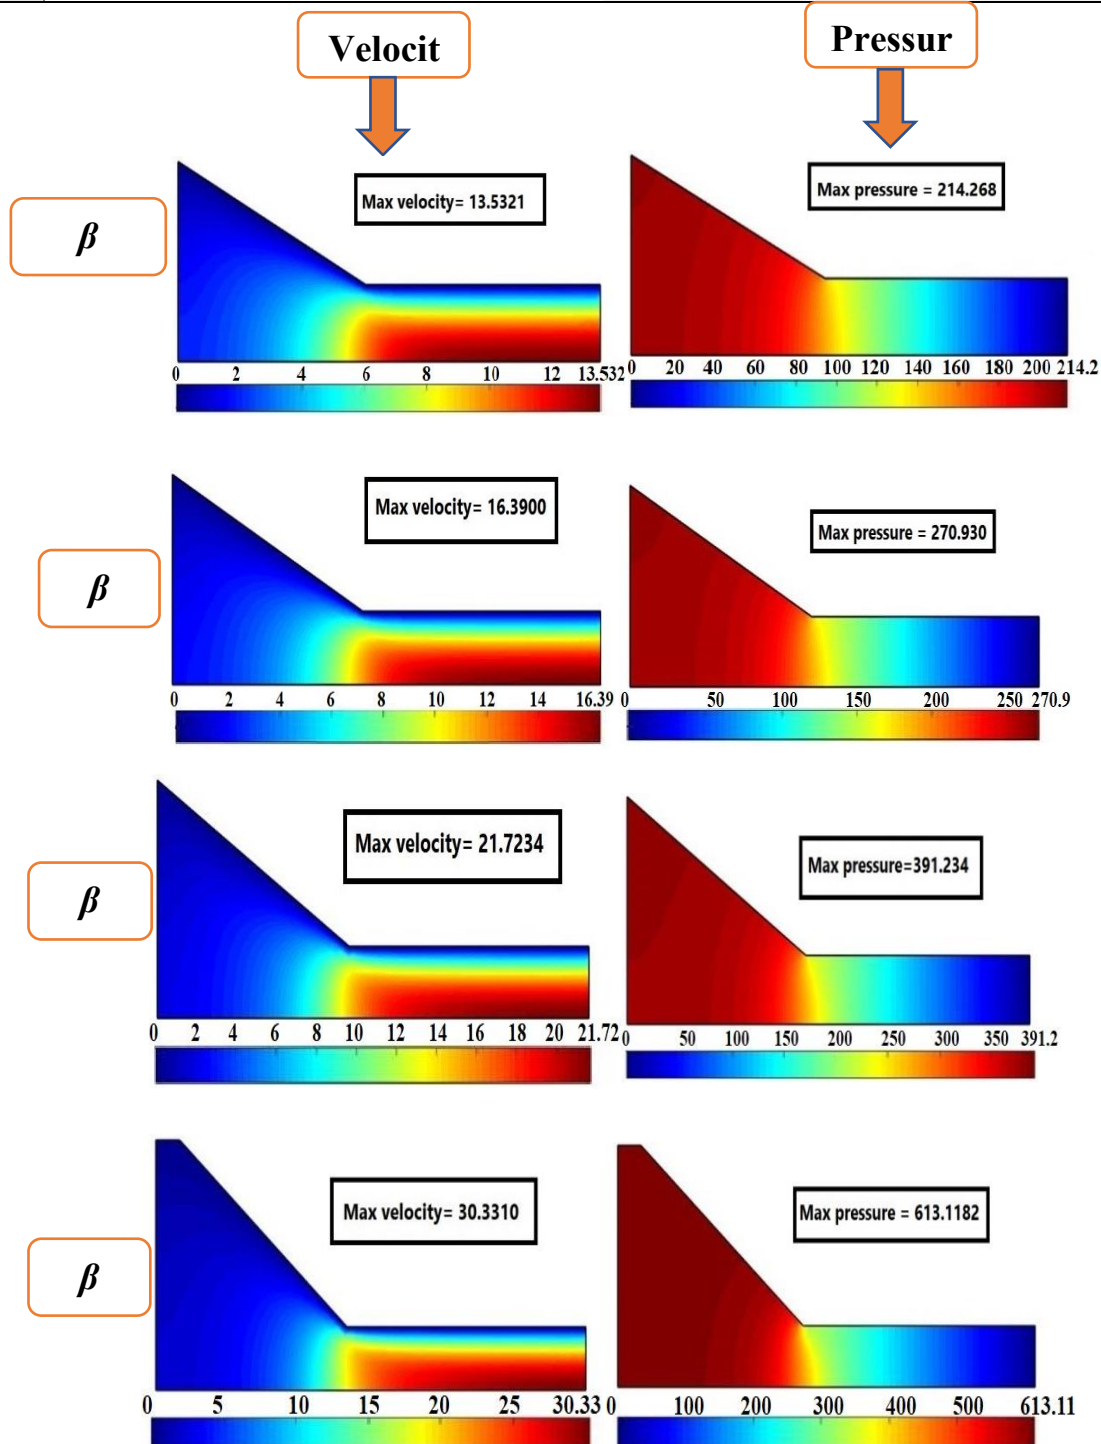 Velocit
Pressur
β
Max velocity= 13.5321
Max pressure = 214.268
0 2 4 6 8 10 12 13.532
0 20 40 60 80 100 120 140 160 180 200 214.2
β
Max velocity= 16.3900
Max pressure = 270.930
0 2 4 6 8 10 12 14 16.39
0 50 100 150 200 250 270.9
β
Max velocity= 21.7234
Max pressure=391.234
0 2 4 6 8 10 12 14 16 18 20 21.72
0 50 100 150 200 250 300 350 391.2
β
Max velocity= 30.3310
Max pressure = 613.1182
0 5 10 15 20 25 30.33
0 100 200 300 400 500 613.11